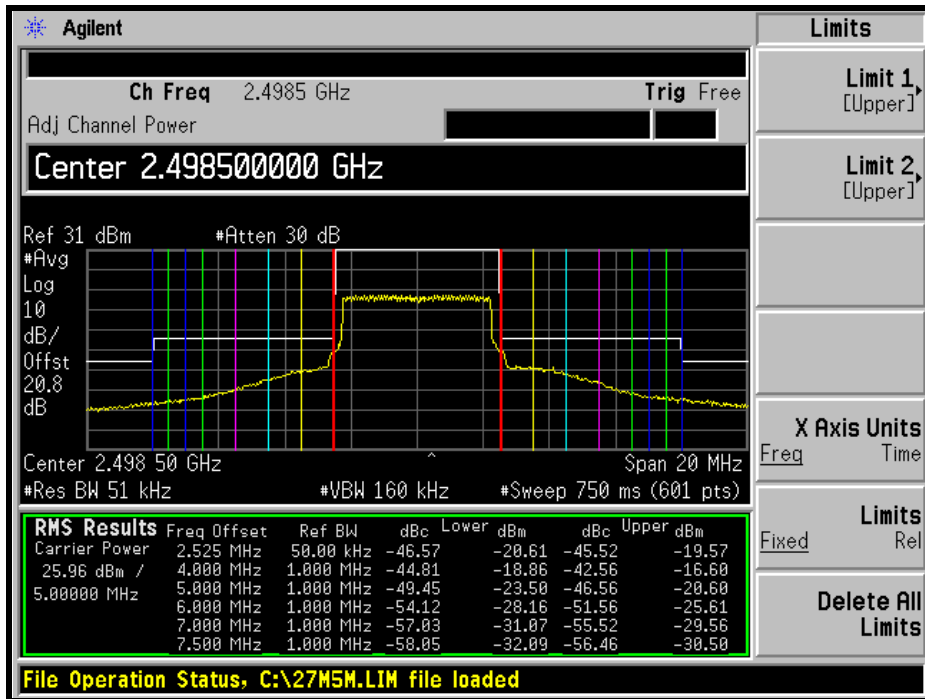 Agilent
Limits
Ch Freq 2.4985 GHz Trig Free
Adj Channel Power
Center 2.498500000 GHz
Ref 31 dBm #Atten 30 dB
#Avg
Log
10
dB/
Offst
20.8
dB
Center 2.498 50 GHz Span 20 MHz
#Res BW 51 kHz #VBW 160 kHz #Sweep 750 ms (601 pts)
RMS Results Freq Offset Ref BW dBc Lower dBm dBc Upper dBm
Carrier Power 2.525 MHz 50.00 kHz -46.57 -20.61 -45.52 -19.57
25.96 dBm / 4.000 MHz 1.000 MHz -44.81 -18.86 -42.56 -16.60
5.00000 MHz 5.000 MHz 1.000 MHz -49.45 -23.50 -46.56 -20.60
6.000 MHz 1.000 MHz -54.12 -28.16 -51.56 -25.61
7.000 MHz 1.000 MHz -57.03 -31.07 -55.52 -29.56
7.500 MHz 1.000 MHz -58.05 -32.09 -56.46 -30.50
File Operation Status, C:\27M5M.LIM file loaded
Limit 1
[Upper]
Limit 2
[Upper]
X Axis Units
Freq Time
Limits
Fixed Rel
Delete All
Limits